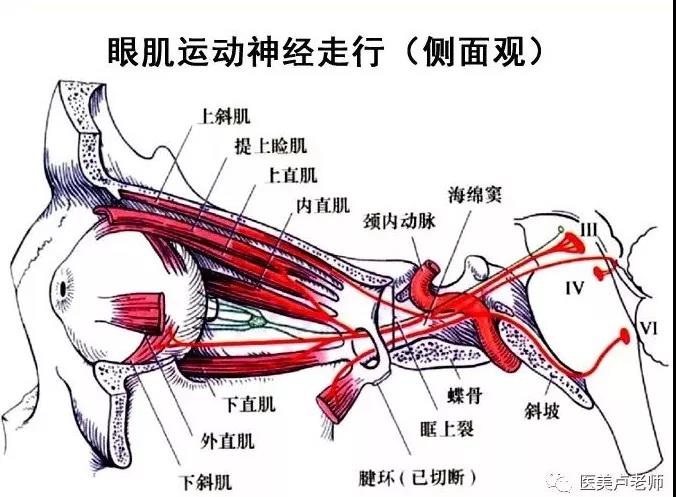 眼肌运动神经走行（侧面观）
上斜肌
提上睑肌
上直肌
内直肌
海绵窦
颈内动脉
III
IV
VI
下直肌
外直肌
下斜肌
蝶骨
眶上裂
斜坡
腱环(已切断)
医美卢老师